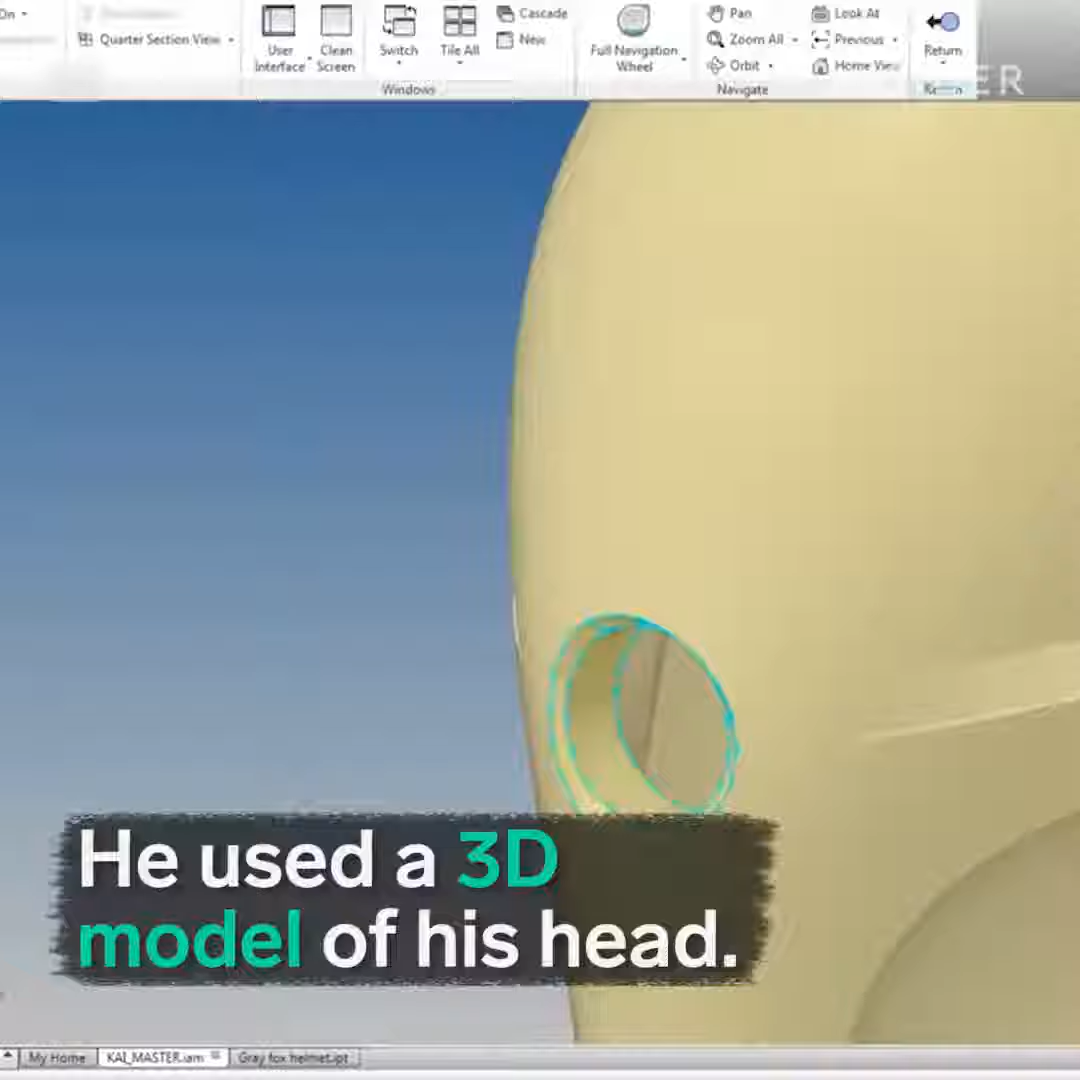 On
Quarter Section View
User Interface
Clean Screen
Switch
Tile All
Cascade
New
Windows
Full Navigation Wheel
Pan
Zoom All
Orbit
Look At
Previous
Home View
Navigate
Return
ER
He used a 3D
model of his head.
My Home
KAI_MASTER.iam
Gray fox helmet.ipt